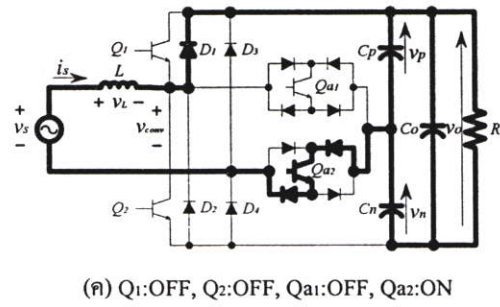 Q1
D1
D3
Cp
vp
is
L
+ vL −
Qa1
+
vs
−
+
vconv
−
Co
vo
R
Qa2
Q2
D2
D4
Cn
vn
(ค) Q1:OFF, Q2:OFF, Qa1:OFF, Qa2:ON